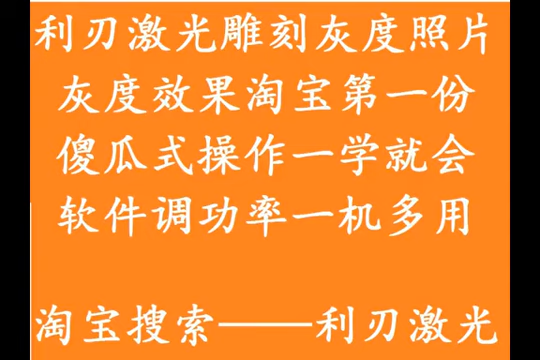 利刃激光雕刻灰度照片
灰度效果淘宝第一份
傻瓜式操作一学就会
软件调功率一机多用
淘宝搜索——利刃激光